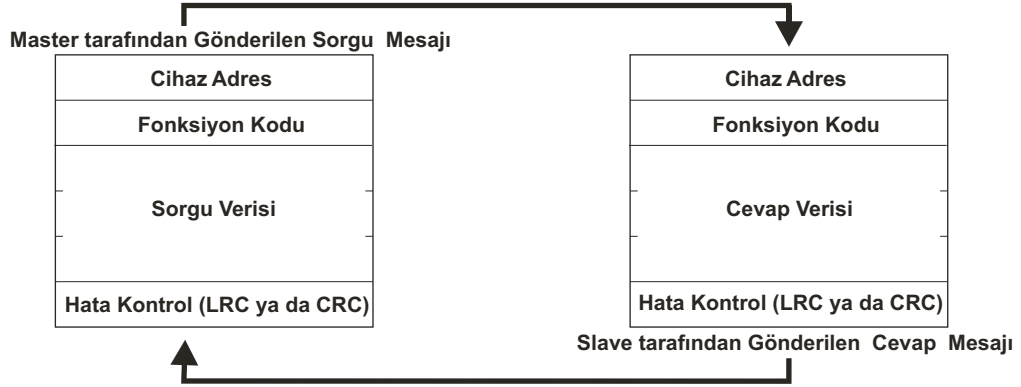 Master tarafından Gönderilen Sorgu Mesajı
Cihaz Adres
Fonksiyon Kodu
Sorgu Verisi
Hata Kontrol (LRC ya da CRC)
Cihaz Adres
Fonksiyon Kodu
Cevap Verisi
Hata Kontrol (LRC ya da CRC)
Slave tarafından Gönderilen Cevap Mesajı